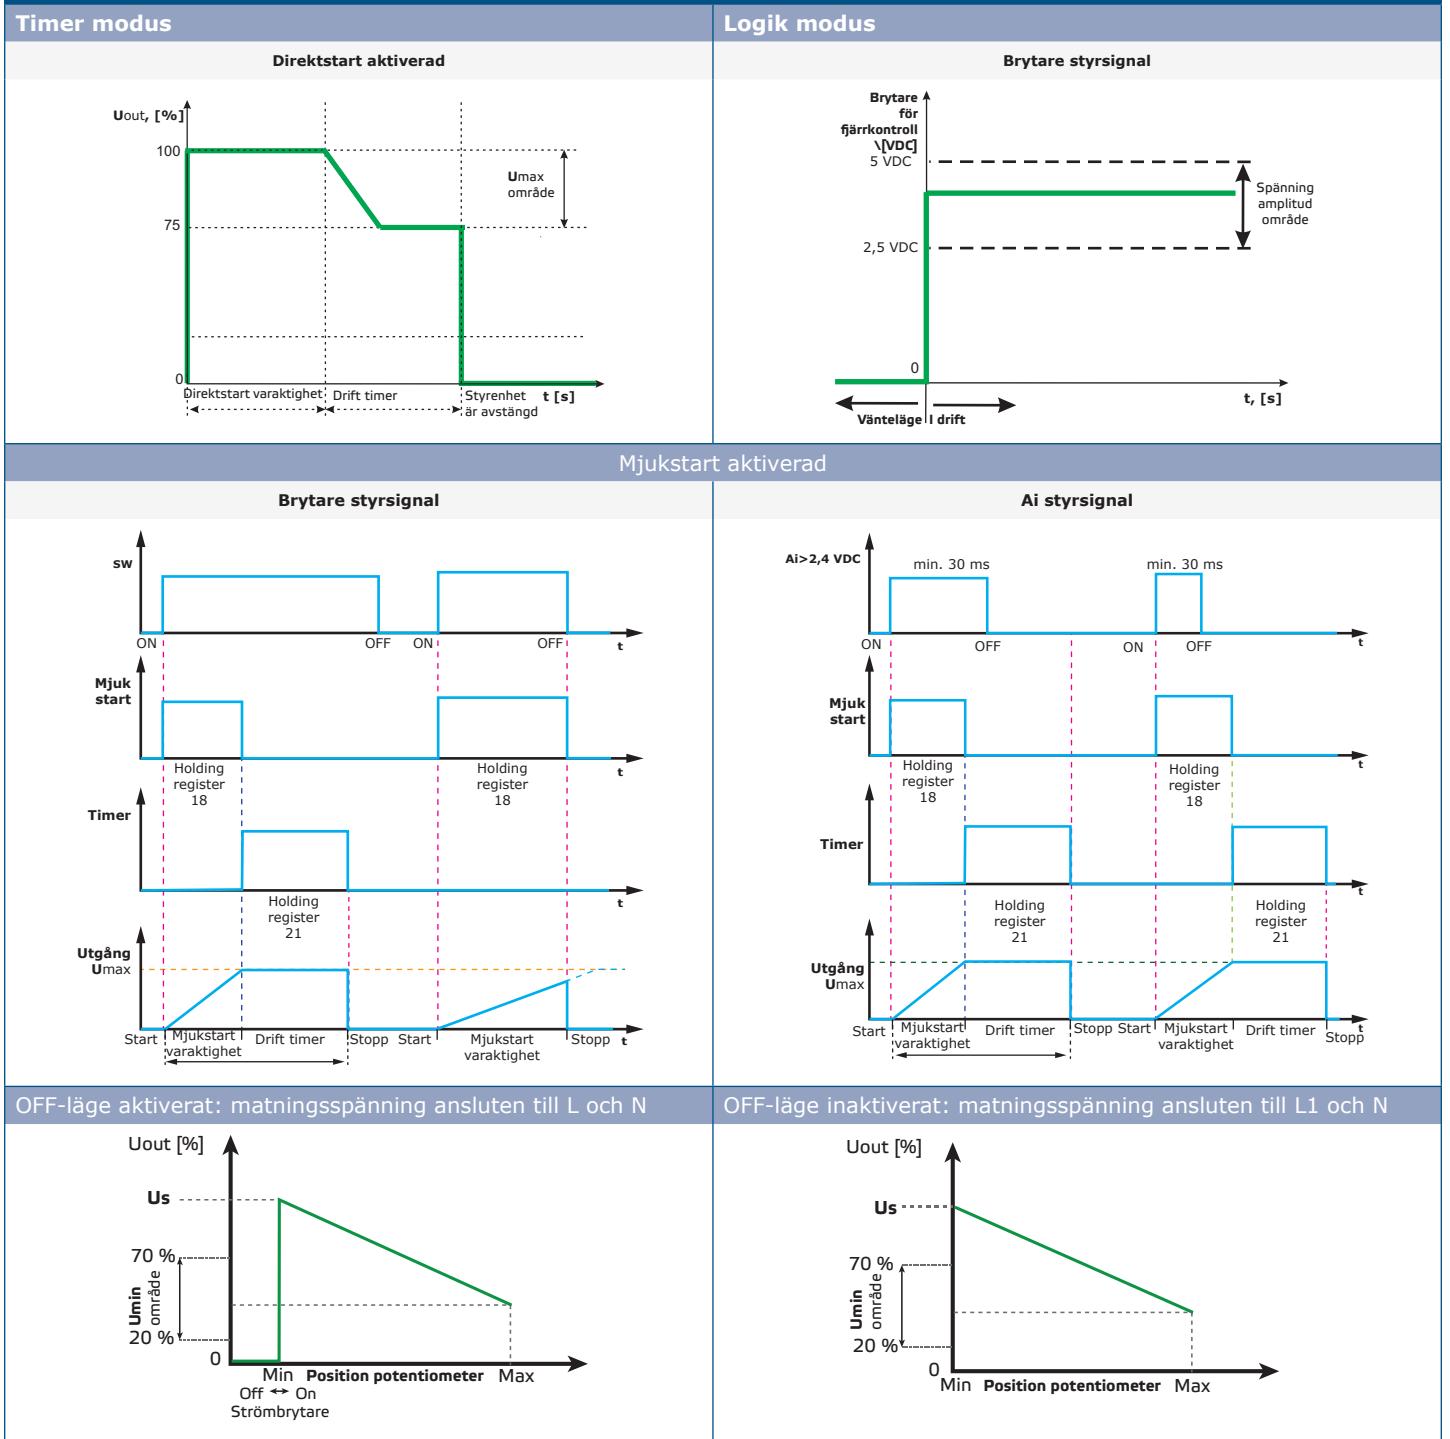 Timer modus
Logik modus
Direktstart aktiverad
Brytare styrsignal
Uout, [%]
100
75
0
Umax
område
Direktstart varaktighet
Drift timer
Styrenhet
är avstängd
t [s]
Brytare
för
fjärrkontroll
\[VDC]
5 VDC
2,5 VDC
0
Spänning
amplitud
område
t, [s]
Vänteläge
I drift
Mjukstart aktiverad
Brytare styrsignal
Ai styrsignal
sw
ON
OFF
ON
OFF
t
Mjuk
start
t
Holding
register
18
Holding
register
18
Timer
t
Holding
register
21
Utgång
Umax
Start
Mjukstart
varaktighet
Drift timer
Stopp
Start
Mjukstart
varaktighet
Stopp
t
Ai>2,4 VDC
min. 30 ms
min. 30 ms
ON
OFF
ON
OFF
t
Mjuk
start
t
Holding
register
18
Holding
register
18
Timer
t
Holding
register
21
Holding
register
21
Utgång
Umax
Start
Mjukstart
varaktighet
Drift timer
Stopp
Start
Mjukstart
varaktighet
Drift timer
Stopp
t
OFF-läge aktiverat: matningsspänning ansluten till L och N
OFF-läge inaktiverat: matningsspänning ansluten till L1 och N
Uout [%]
Us
70 %
Umin
område
20 %
0
Min
Position potentiometer
Max
Off
On
Strömbrytare
Uout [%]
Us
70 %
Umin
område
20 %
0
Min
Position potentiometer
Max